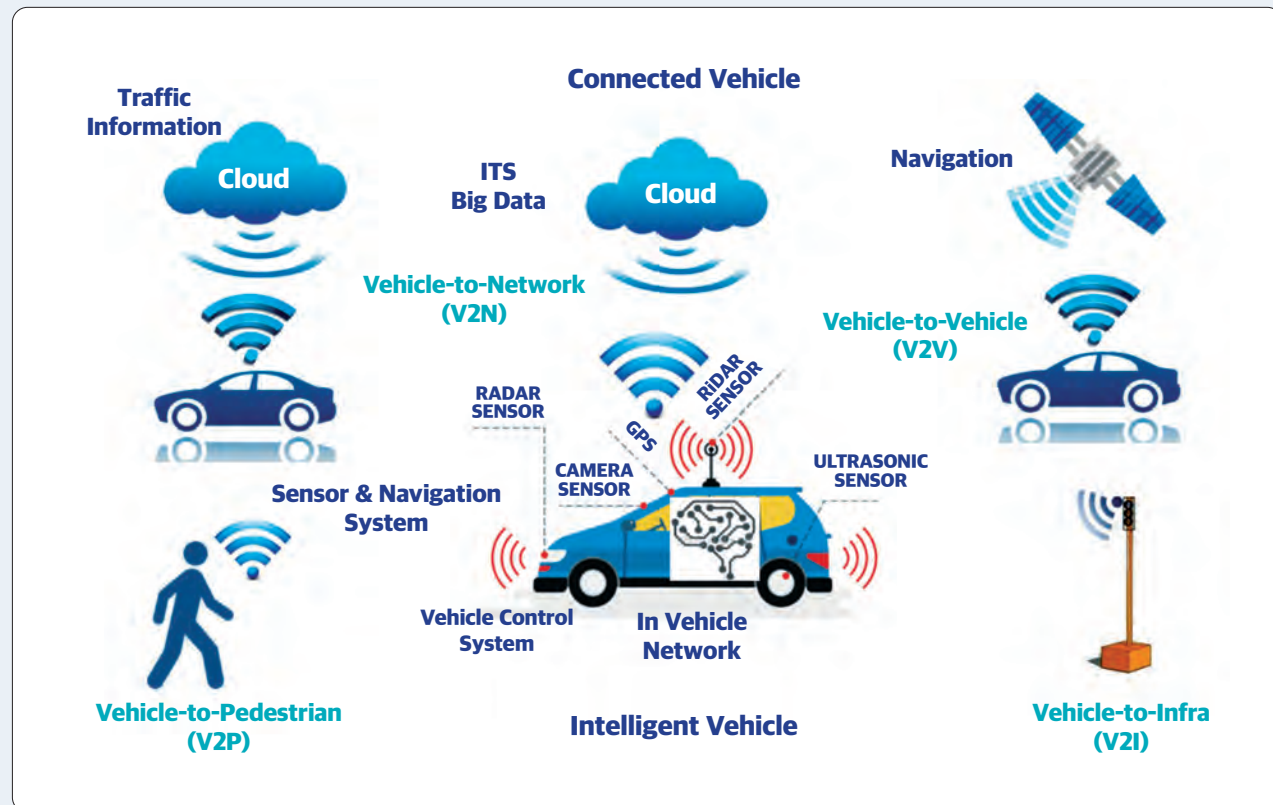 Connected Vehicle
Traffic
Information
Cloud
ITS
Big Data
Cloud
Navigation
Vehicle-to-Network
(V2N)
Vehicle-to-Vehicle
(V2V)
RADAR
SENSOR
GPS
RiDAR
SENSOR
CAMERA
SENSOR
ULTRASONIC
SENSOR
Sensor & Navigation
System
Vehicle Control
System
In Vehicle
Network
Vehicle-to-Pedestrian
(V2P)
Intelligent Vehicle
Vehicle-to-Infra
(V2I)